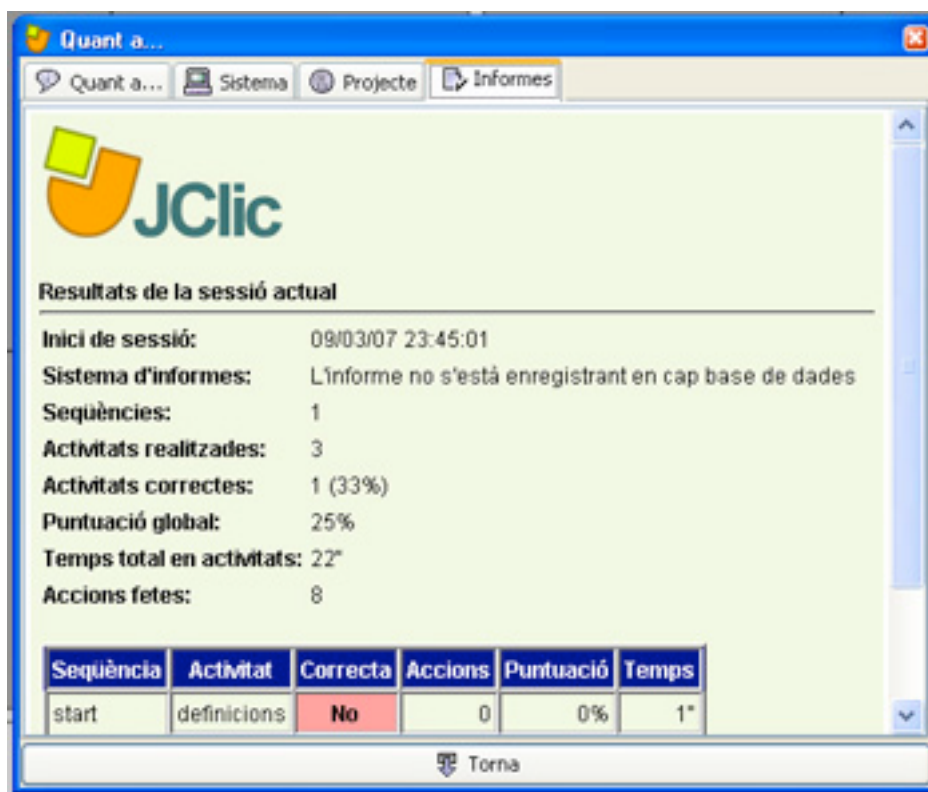 Quant a...
Quant a... Sistema Projecte Informes
JClic
Resultats de la sessió actual
Inici de sessió: 09/03/07 23:45:01
Sistema d'informes: L'informe no s'està enregistrant en cap base de dades
Seqüències: 1
Activitats realitzades: 3
Activitats correctes: 1 (33%)
Puntuació global: 25%
Temps total en activitats: 22"
Accions fetes: 8
Seqüència Activitat Correcta Accions Puntuació Temps
start definicions No 0 0% 1"
Torna